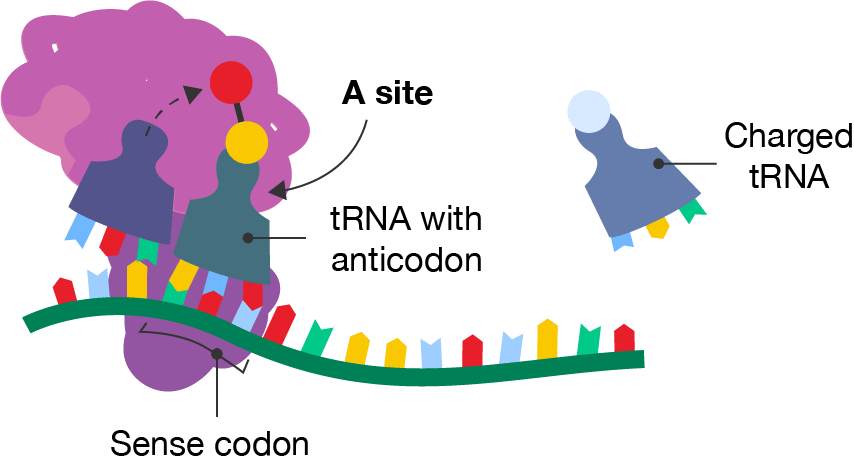 A site
Charged
tRNA
tRNA with
anticodon
Sense codon